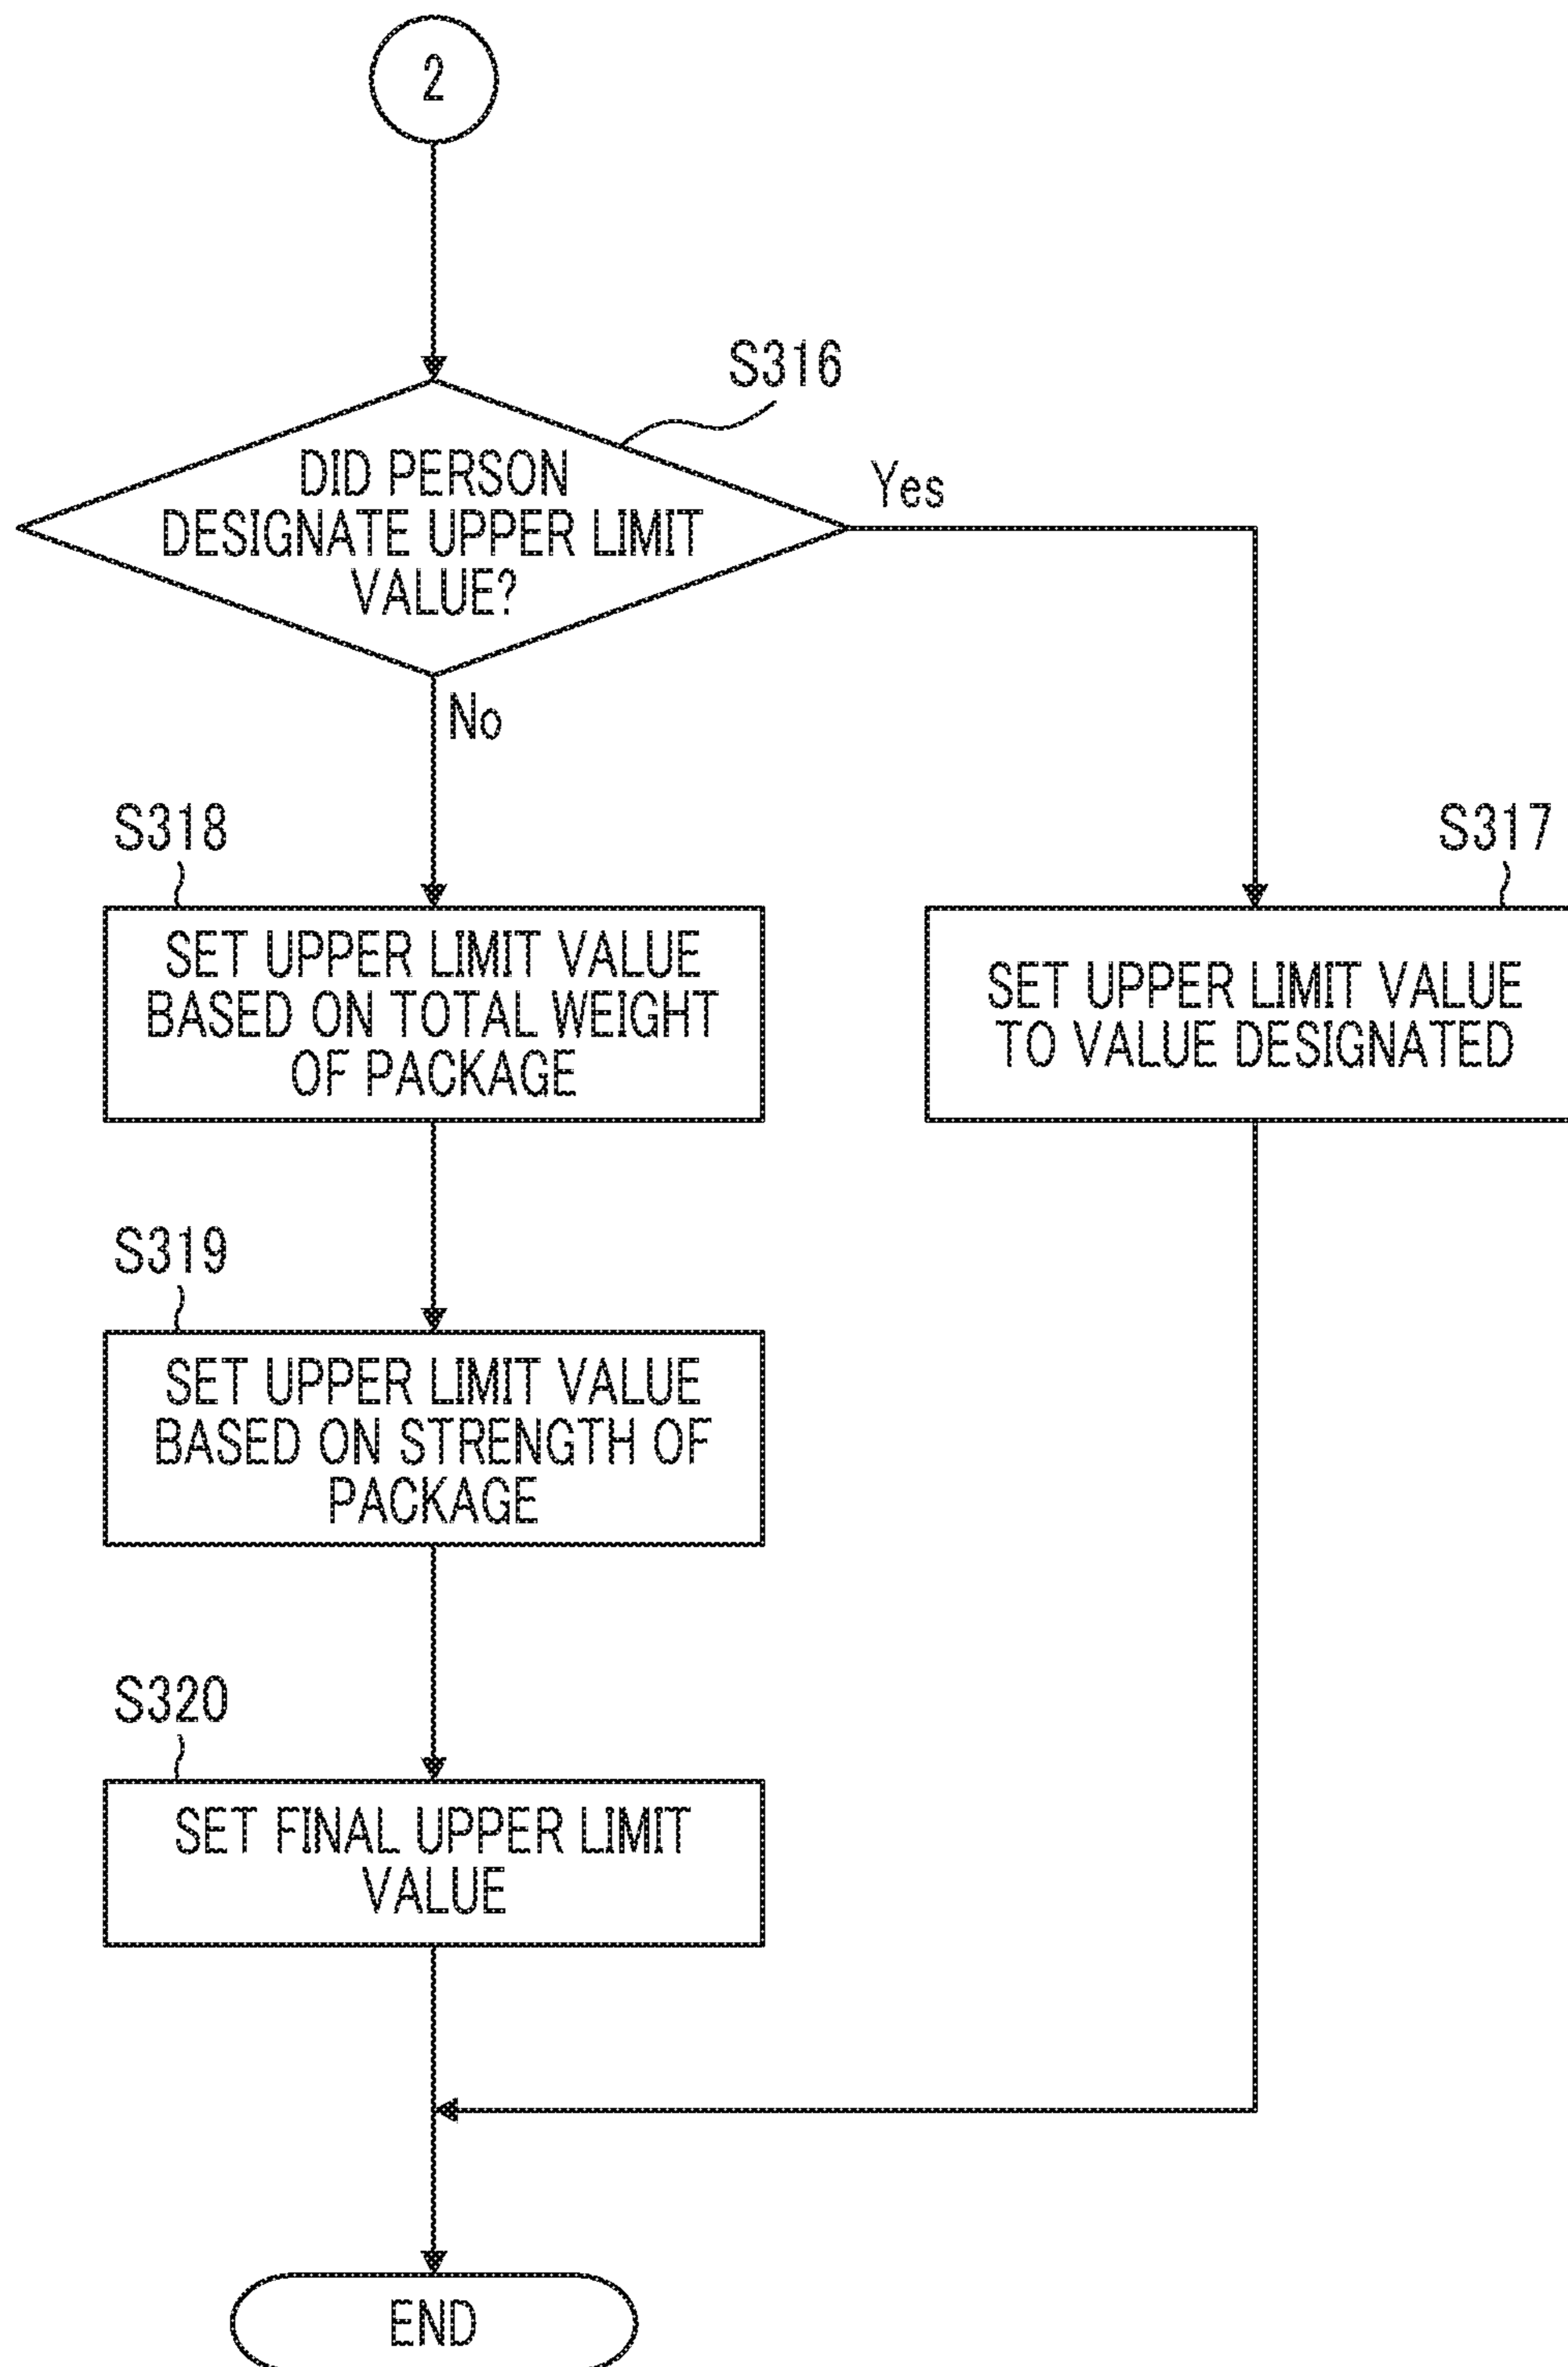 2
S316
DID PERSON
DESIGNATE UPPER LIMIT
VALUE?
Yes
No
S318
SET UPPER LIMIT VALUE
BASED ON TOTAL WEIGHT
OF PACKAGE
S317
SET UPPER LIMIT VALUE
TO VALUE DESIGNATED
S319
SET UPPER LIMIT VALUE
BASED ON STRENGTH OF
PACKAGE
S320
SET FINAL UPPER LIMIT
VALUE
END